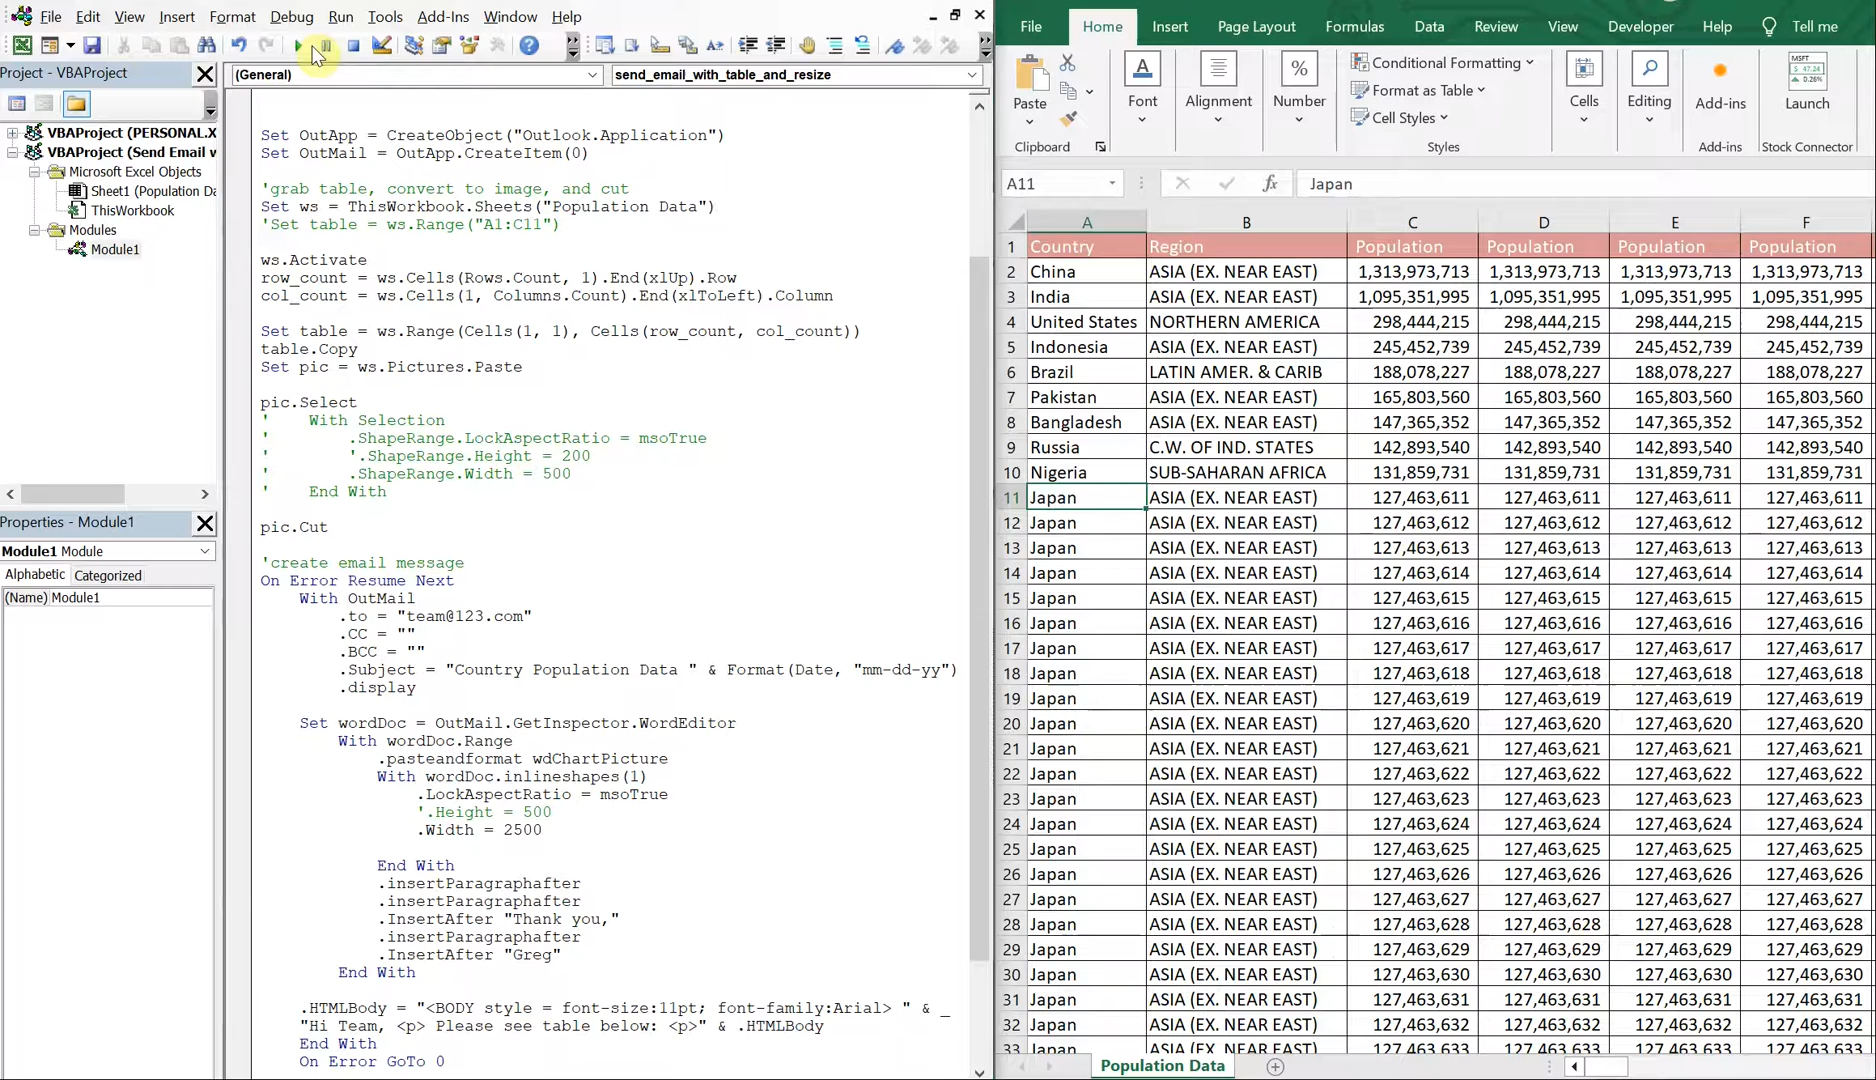 File Edit View Insert Format Debug Run Tools Add-Ins Window Help
Project - VBAProject
VBAProject (PERSONAL.X
VBAProject (Send Email w
Microsoft Excel Objects
Sheet1 (Population Da
ThisWorkbook
Modules
Module1
Properties - Module1
Module1 Module
Alphabetic Categorized
(Name) Module1
(General) send_email_with_table_and_resize
Set OutApp = CreateObject("Outlook.Application")
Set OutMail = OutApp.CreateItem(0)
'grab table, convert to image, and cut
Set ws = ThisWorkbook.Sheets("Population Data")
'Set table = ws.Range("A1:C11")
ws.Activate
row_count = ws.Cells(Rows.Count, 1).End(xlUp).Row
col_count = ws.Cells(1, Columns.Count).End(xlToLeft).Column
Set table = ws.Range(Cells(1, 1), Cells(row_count, col_count))
table.Copy
Set pic = ws.Pictures.Paste
pic.Select
' With Selection
' .ShapeRange.LockAspectRatio = msoTrue
' '.ShapeRange.Height = 200
' .ShapeRange.Width = 500
' End With
pic.Cut
'create email message
On Error Resume Next
With OutMail
.to = "team@123.com"
.CC = ""
.BCC = ""
.Subject = "Country Population Data " & Format(Date, "mm-dd-yy")
.display
Set wordDoc = OutMail.GetInspector.WordEditor
With wordDoc.Range
.pasteandformat wdChartPicture
With wordDoc.inlineshapes(1)
.LockAspectRatio = msoTrue
'.Height = 500
.Width = 2500
End With
.insertParagraphafter
.insertParagraphafter
.InsertAfter "Thank you,"
.insertParagraphafter
.InsertAfter "Greg"
End With
.HTMLBody = "<BODY style = font-size:11pt; font-family:Arial> " & _
"Hi Team, <p> Please see table below: <p>" & .HTMLBody
End With
On Error GoTo 0
File Home Insert Page Layout Formulas Data Review View Developer Help Tell me
Paste Font Alignment Number Conditional Formatting Format as Table Cell Styles Cells Editing Add-ins Launch
MSFT
$ 47.24
0.26%
Clipboard Styles Add-ins Stock Connector
A11 fx Japan
A B C D E F
1 Country Region Population Population Population Population
2 China ASIA (EX. NEAR EAST) 1,313,973,713 1,313,973,713 1,313,973,713 1,313,973,713
3 India ASIA (EX. NEAR EAST) 1,095,351,995 1,095,351,995 1,095,351,995 1,095,351,995
4 United States NORTHERN AMERICA 298,444,215 298,444,215 298,444,215 298,444,215
5 Indonesia ASIA (EX. NEAR EAST) 245,452,739 245,452,739 245,452,739 245,452,739
6 Brazil LATIN AMER. & CARIB 188,078,227 188,078,227 188,078,227 188,078,227
7 Pakistan ASIA (EX. NEAR EAST) 165,803,560 165,803,560 165,803,560 165,803,560
8 Bangladesh ASIA (EX. NEAR EAST) 147,365,352 147,365,352 147,365,352 147,365,352
9 Russia C.W. OF IND. STATES 142,893,540 142,893,540 142,893,540 142,893,540
10 Nigeria SUB-SAHARAN AFRICA 131,859,731 131,859,731 131,859,731 131,859,731
11 Japan ASIA (EX. NEAR EAST) 127,463,611 127,463,611 127,463,611 127,463,611
12 Japan ASIA (EX. NEAR EAST) 127,463,612 127,463,612 127,463,612 127,463,612
13 Japan ASIA (EX. NEAR EAST) 127,463,613 127,463,613 127,463,613 127,463,613
14 Japan ASIA (EX. NEAR EAST) 127,463,614 127,463,614 127,463,614 127,463,614
15 Japan ASIA (EX. NEAR EAST) 127,463,615 127,463,615 127,463,615 127,463,615
16 Japan ASIA (EX. NEAR EAST) 127,463,616 127,463,616 127,463,616 127,463,616
17 Japan ASIA (EX. NEAR EAST) 127,463,617 127,463,617 127,463,617 127,463,617
18 Japan ASIA (EX. NEAR EAST) 127,463,618 127,463,618 127,463,618 127,463,618
19 Japan ASIA (EX. NEAR EAST) 127,463,619 127,463,619 127,463,619 127,463,619
20 Japan ASIA (EX. NEAR EAST) 127,463,620 127,463,620 127,463,620 127,463,620
21 Japan ASIA (EX. NEAR EAST) 127,463,621 127,463,621 127,463,621 127,463,621
22 Japan ASIA (EX. NEAR EAST) 127,463,622 127,463,622 127,463,622 127,463,622
23 Japan ASIA (EX. NEAR EAST) 127,463,623 127,463,623 127,463,623 127,463,623
24 Japan ASIA (EX. NEAR EAST) 127,463,624 127,463,624 127,463,624 127,463,624
25 Japan ASIA (EX. NEAR EAST) 127,463,625 127,463,625 127,463,625 127,463,625
26 Japan ASIA (EX. NEAR EAST) 127,463,626 127,463,626 127,463,626 127,463,626
27 Japan ASIA (EX. NEAR EAST) 127,463,627 127,463,627 127,463,627 127,463,627
28 Japan ASIA (EX. NEAR EAST) 127,463,628 127,463,628 127,463,628 127,463,628
29 Japan ASIA (EX. NEAR EAST) 127,463,629 127,463,629 127,463,629 127,463,629
30 Japan ASIA (EX. NEAR EAST) 127,463,630 127,463,630 127,463,630 127,463,630
31 Japan ASIA (EX. NEAR EAST) 127,463,631 127,463,631 127,463,631 127,463,631
32 Japan ASIA (EX. NEAR EAST) 127,463,632 127,463,632 127,463,632 127,463,632
33 Japan ASIA (EX. NEAR EAST) 127,463,633 127,463,633 127,463,633 127,463,633
Population Data